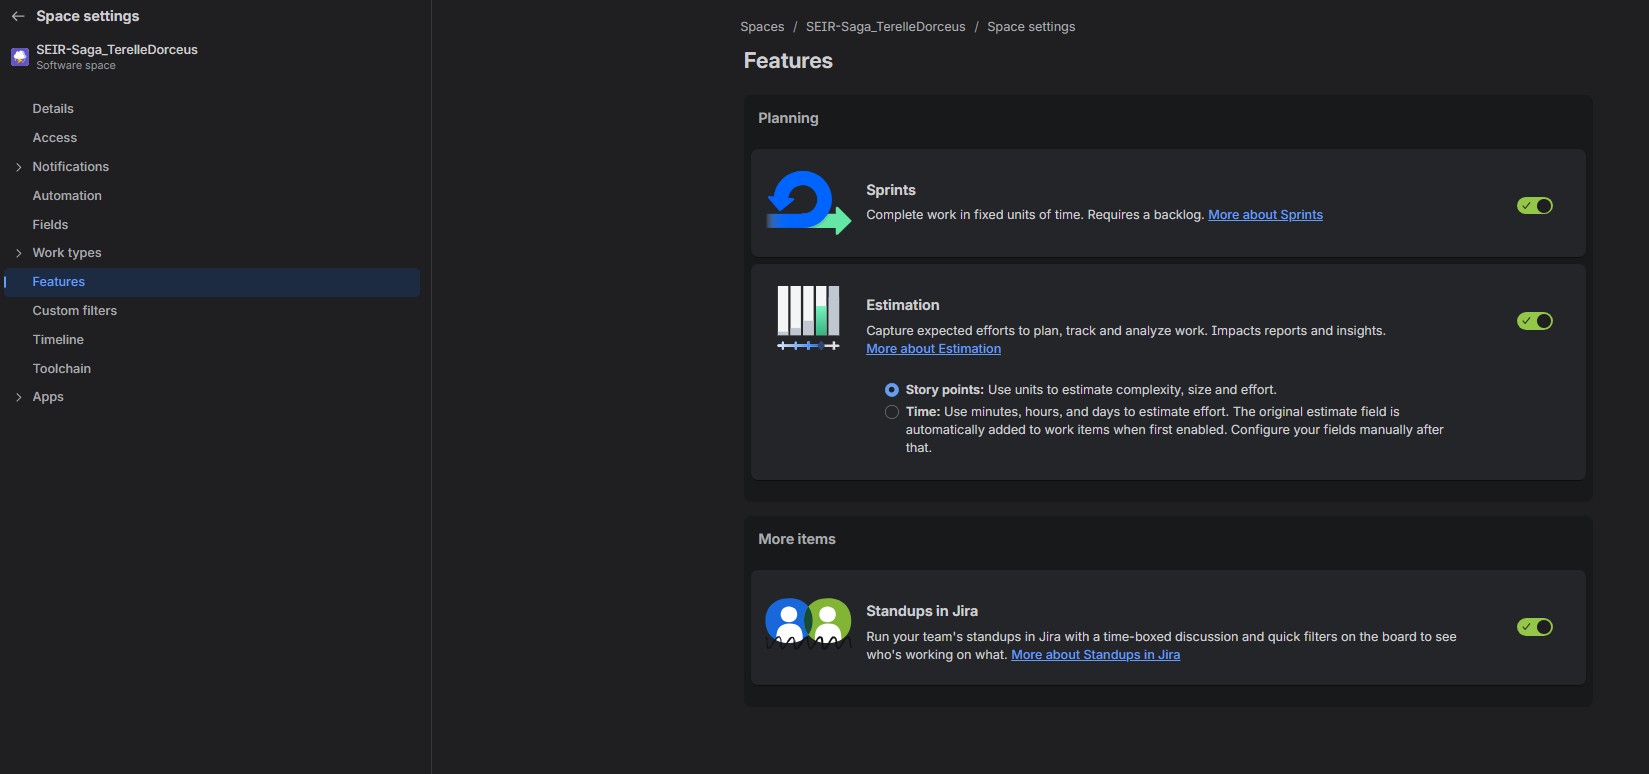 Space settings
SEIR-Saga_TerelleDorceus
Software space
Details
Access
Notifications
Automation
Fields
Work types
Features
Custom filters
Timeline
Toolchain
Apps
Spaces / SEIR-Saga_TerelleDorceus / Space settings
Features
Planning
Sprints
Complete work in fixed units of time. Requires a backlog. More about Sprints
Estimation
Capture expected efforts to plan, track and analyze work. Impacts reports and insights.
More about Estimation
Story points: Use units to estimate complexity, size and effort.
Time: Use minutes, hours, and days to estimate effort. The original estimate field is
automatically added to work items when first enabled. Configure your fields manually after
that.
More items
Standups in Jira
Run your team's standups in Jira with a time-boxed discussion and quick filters on the board to see
who's working on what. More about Standups in Jira